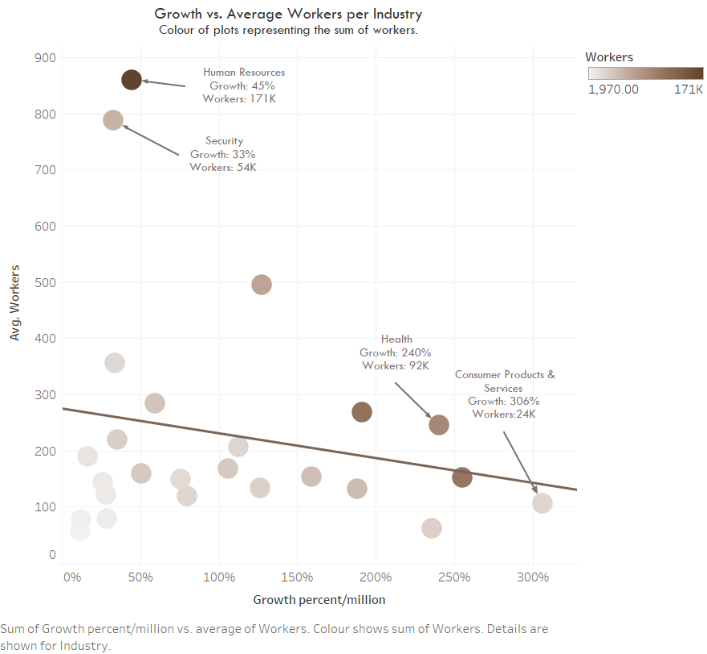 Growth vs. Average Workers per Industry
Colour of plots representing the sum of workers.
Workers
1,970.00 171K
900
800
700
600
500
400
300
200
100
0
Avg. Workers
Human Resources
Growth: 45%
Workers: 171K
Security
Growth: 33%
Workers: 54K
Health
Growth: 240%
Workers: 92K
Consumer Products &
Services
Growth: 306%
Workers:24K
0% 50% 100% 150% 200% 250% 300%
Growth percent/million
Sum of Growth percent/million vs. average of Workers. Colour shows sum of Workers. Details are
shown for Industry.